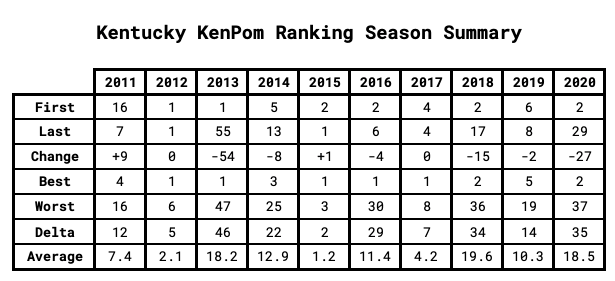 Kentucky KenPom Ranking Season Summary
2011 2012 2013 2014 2015 2016 2017 2018 2019 2020
First 16 1 1 5 2 2 4 2 6 2
Last 7 1 55 13 1 6 4 17 8 29
Change +9 0 -54 -8 +1 -4 0 -15 -2 -27
Best 4 1 1 3 1 1 1 2 5 2
Worst 16 6 47 25 3 30 8 36 19 37
Delta 12 5 46 22 2 29 7 34 14 35
Average 7.4 2.1 18.2 12.9 1.2 11.4 4.2 19.6 10.3 18.5